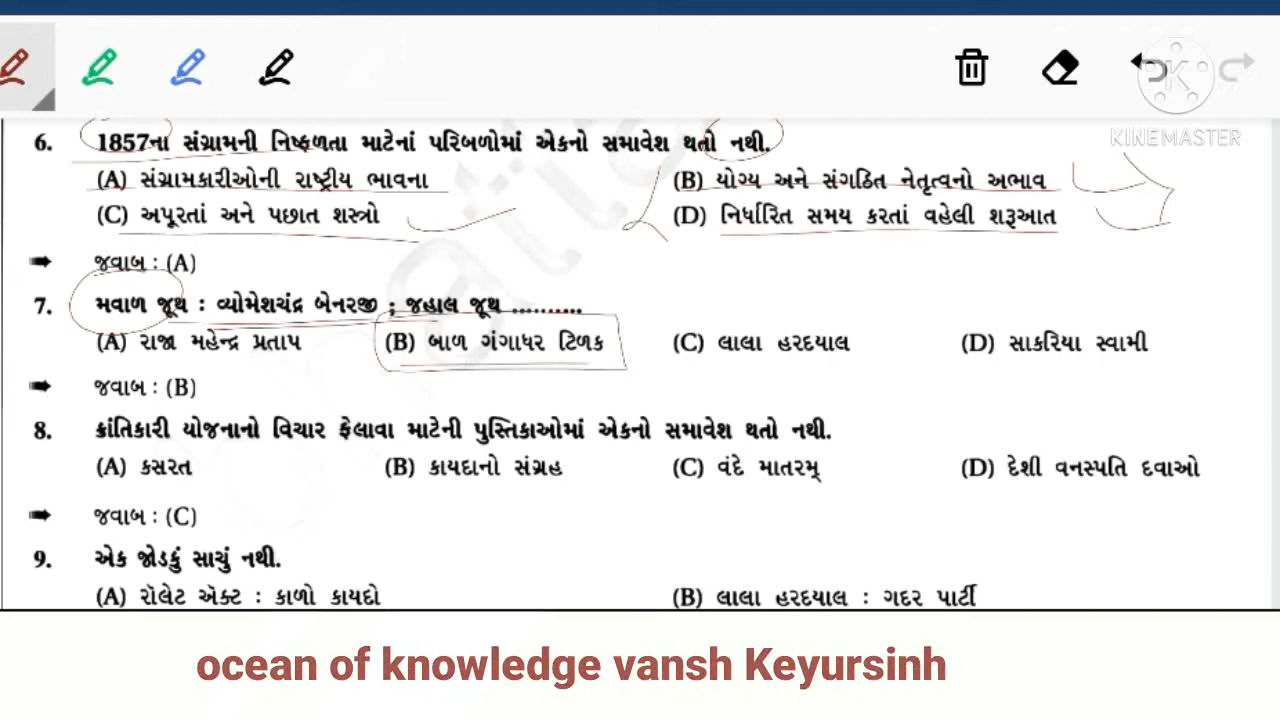 KINEMASTER
6. 1857ના સંગ્રામની નિષ્ફળતા માટેનાં પરિબળોમાં એકનો સમાવેશ થતો નથી.
(A) સંગ્રામકારીઓની રાષ્ટ્રીય ભાવના (B) યોગ્ય અને સંગઠિત નેતૃત્વનો અભાવ
(C) અપૂરતાં અને પછાત શસ્ત્રો (D) નિર્ધારિત સમય કરતાં વહેલી શરૂઆત
જવાબ : (A)
7. મવાળ જૂથ : વ્યોમેશચંદ્ર બેનરજી ; જહાલ જૂથ ..........
(A) રાજા મહેન્દ્ર પ્રતાપ (B) બાળ ગંગાધર ટિળક (C) લાલા હરદયાલ (D) સાકરિયા સ્વામી
જવાબ : (B)
8. ક્રાંતિકારી યોજનાનો વિચાર ફેલાવા માટેની પુસ્તિકાઓમાં એકનો સમાવેશ થતો નથી.
(A) કસરત (B) કાયદાનો સંગ્રહ (C) વંદે માતરમ્ (D) દેશી વનસ્પતિ દવાઓ
જવાબ : (C)
9. એક જોડકું સાચું નથી.
(A) રૉલેટ ઍક્ટ : કાળો કાયદો (B) લાલા હરદયાલ : ગદર પાર્ટી
ocean of knowledge vansh Keyursinh